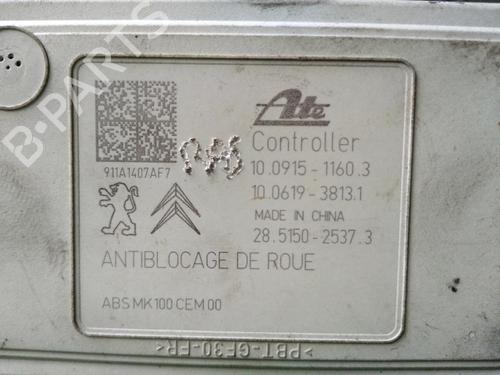 B-PARTS
Ate
Controller
911A1407AF7
10.0915-1160.3
10.0619-3813.1
MADE IN CHINA
28.5150-2537.3
ANTIBLOCAGE DE ROUE
ABS MK100 CEM 00
>PBT-GF30-FR<